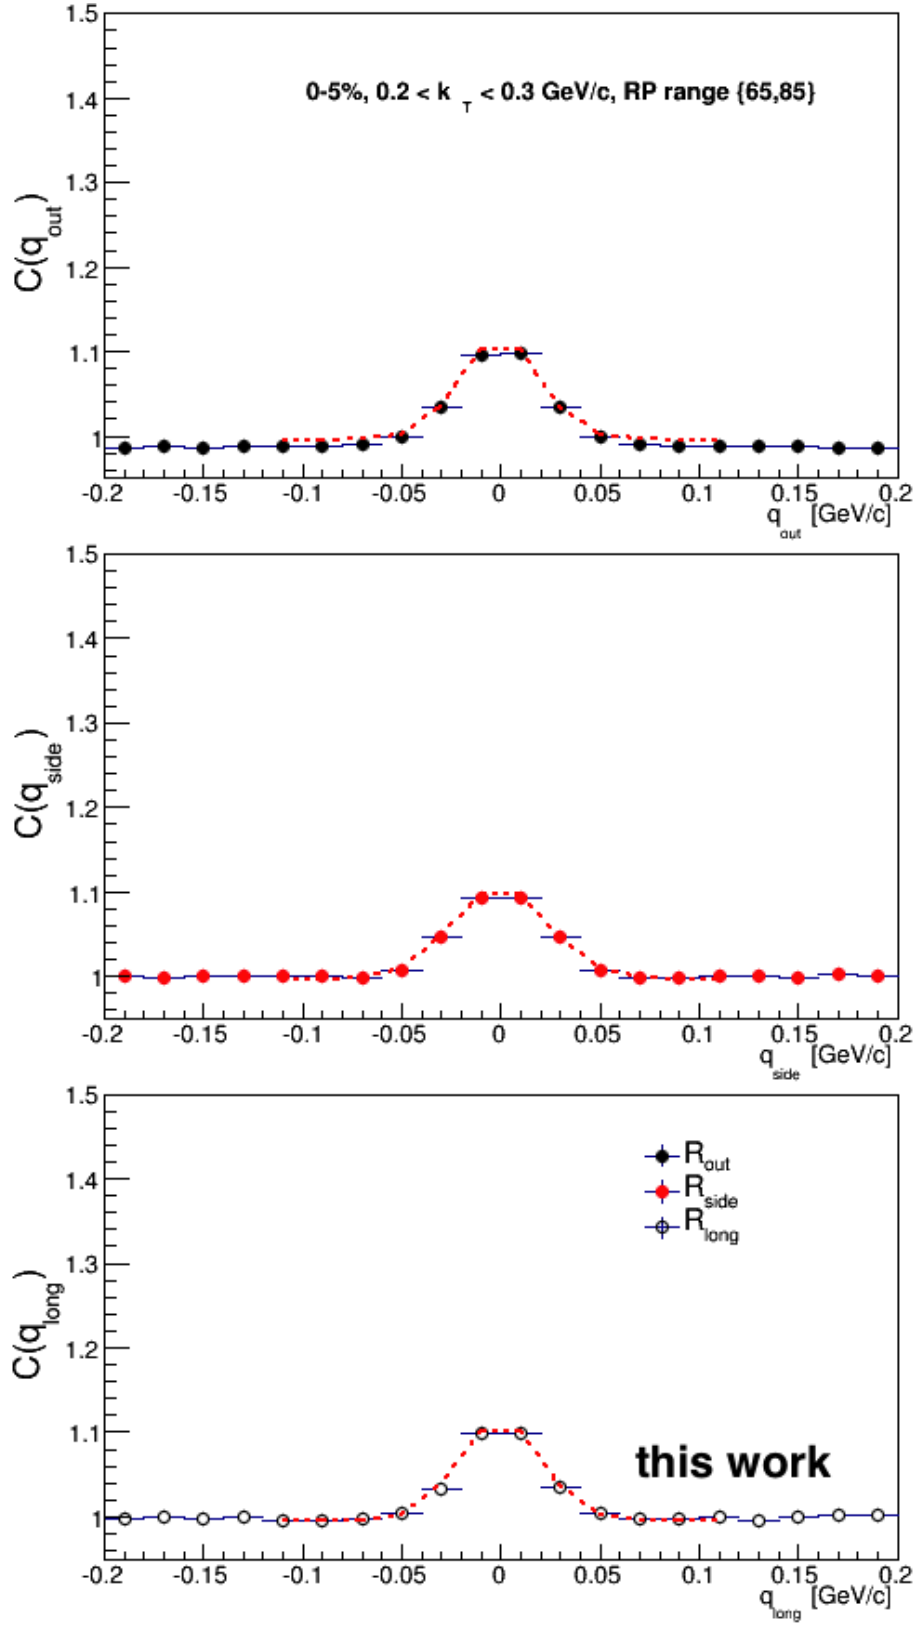 1.5
0-5%, 0.2 < k_T < 0.3 GeV/c, RP range {65,85}
1.4
1.3
C(q_out)
1.2
1.1
1
-0.2 -0.15 -0.1 -0.05 0 0.05 0.1 0.15 0.2
q_out [GeV/c]
1.5
1.4
1.3
C(q_side)
1.2
1.1
1
-0.2 -0.15 -0.1 -0.05 0 0.05 0.1 0.15 0.2
q_side [GeV/c]
1.5
R_out
1.4
R_side
R_long
1.3
C(q_long)
1.2
1.1
this work
1
-0.2 -0.15 -0.1 -0.05 0 0.05 0.1 0.15 0.2
q_long [GeV/c]